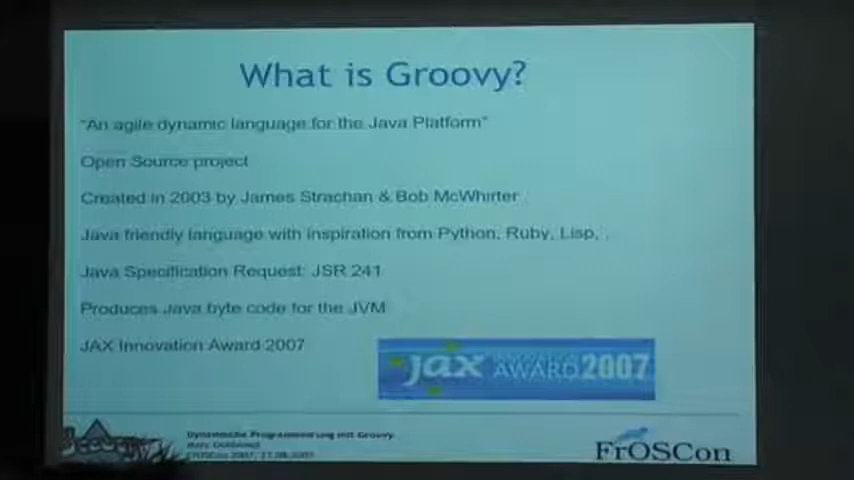 What is Groovy?
"An agile dynamic language for the Java Platform"
Open Source project
Created in 2003 by James Strachan & Bob McWhirter
Java friendly language with inspiration from Python, Ruby, Lisp, .
Java Specification Request: JSR 241
Produces Java byte code for the JVM
JAX Innovation Award 2007
jax AWARD 2007
Dynamische Programmierung mit Groovy
FrOSCon 2007,
FrOSCon